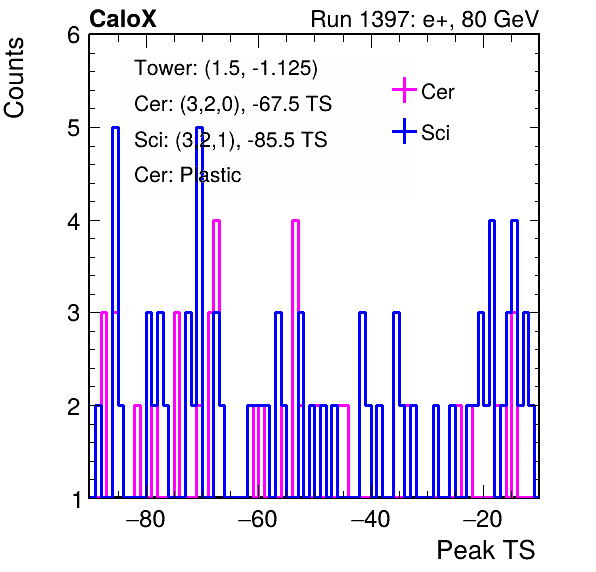 CaloX Run 1397: e+, 80 GeV
Counts
6
5
4
3
2
1
Tower: (1.5, -1.125)
Cer: (3,2,0), -67.5 TS
Sci: (3,2,1), -85.5 TS
Cer: Plastic
Cer
Sci
−80 −60 −40 −20
Peak TS